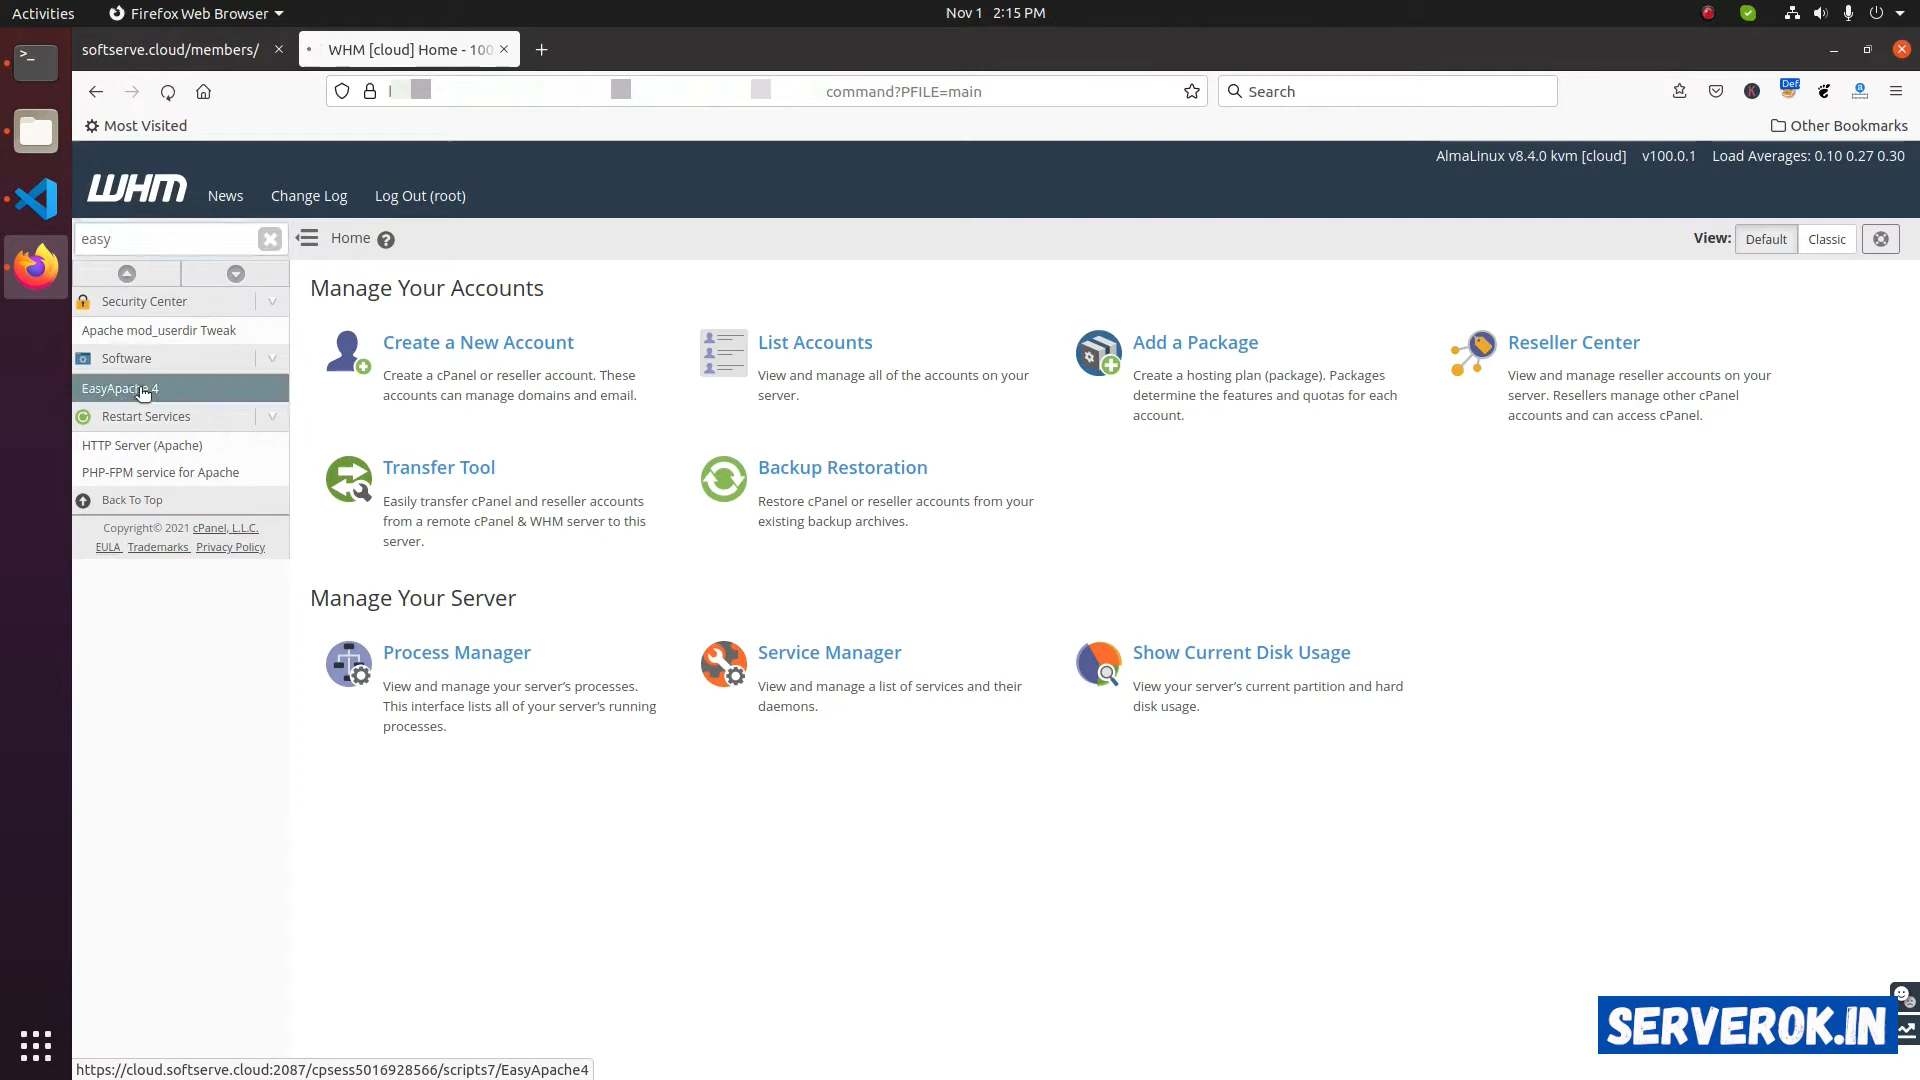 Activities
Firefox Web Browser
Nov 1 2:15 PM
softserve.cloud/members/
WHM [cloud] Home - 100
command?PFILE=main
Search
Def
Most Visited
Other Bookmarks
AlmaLinux v8.4.0 kvm [cloud] v100.0.1 Load Averages: 0.10 0.27 0.30
WHM
News
Change Log
Log Out (root)
easy
Home
View:
Default
Classic
Security Center
Apache mod_userdir Tweak
Software
EasyApache 4
Restart Services
HTTP Server (Apache)
PHP-FPM service for Apache
Back To Top
Copyright© 2021 cPanel, L.L.C.
EULA Trademarks Privacy Policy
Manage Your Accounts
Create a New Account
Create a cPanel or reseller account. These
accounts can manage domains and email.
List Accounts
View and manage all of the accounts on your
server.
Add a Package
Create a hosting plan (package). Packages
determine the features and quotas for each
account.
Reseller Center
View and manage reseller accounts on your
server. Resellers manage other cPanel
accounts and can access cPanel.
Transfer Tool
Easily transfer cPanel and reseller accounts
from a remote cPanel & WHM server to this
server.
Backup Restoration
Restore cPanel or reseller accounts from your
existing backup archives.
Manage Your Server
Process Manager
View and manage your server's processes.
This interface lists all of your server's running
processes.
Service Manager
View and manage a list of services and their
daemons.
Show Current Disk Usage
View your server's current partition and hard
disk usage.
SERVEROK.IN
https://cloud.softserve.cloud:2087/cpsess5016928566/scripts7/EasyApache4